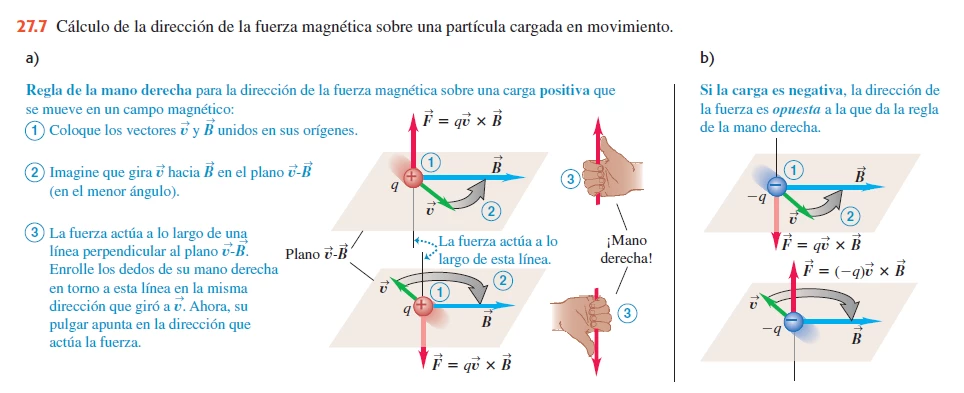 27.7 Cálculo de la dirección de la fuerza magnética sobre una partícula cargada en movimiento.
a)
Regla de la mano derecha para la dirección de la fuerza magnética sobre una carga positiva que
se mueve en un campo magnético:
1 Coloque los vectores v⃗ y B⃗ unidos en sus orígenes.
2 Imagine que gira v⃗ hacia B⃗ en el plano v⃗-B⃗
(en el menor ángulo).
3 La fuerza actúa a lo largo de una
línea perpendicular al plano v⃗-B⃗.
Enrolle los dedos de su mano derecha
en torno a esta línea en la misma
dirección que giró a v⃗. Ahora, su
pulgar apunta en la dirección que
actúa la fuerza.
F⃗ = qv⃗ × B⃗
1
B⃗
+
q
v⃗
2
3
Plano v⃗-B⃗
La fuerza actúa a lo
largo de esta línea.
¡Mano
derecha!
v⃗
1
2
q
+
B⃗
3
F⃗ = qv⃗ × B⃗
b)
Si la carga es negativa, la dirección de
la fuerza es opuesta a la que da la regla
de la mano derecha.
1
B⃗
−
−q
v⃗
2
F⃗ = qv⃗ × B⃗
F⃗ = (−q)v⃗ × B⃗
v⃗
−q
−
B⃗